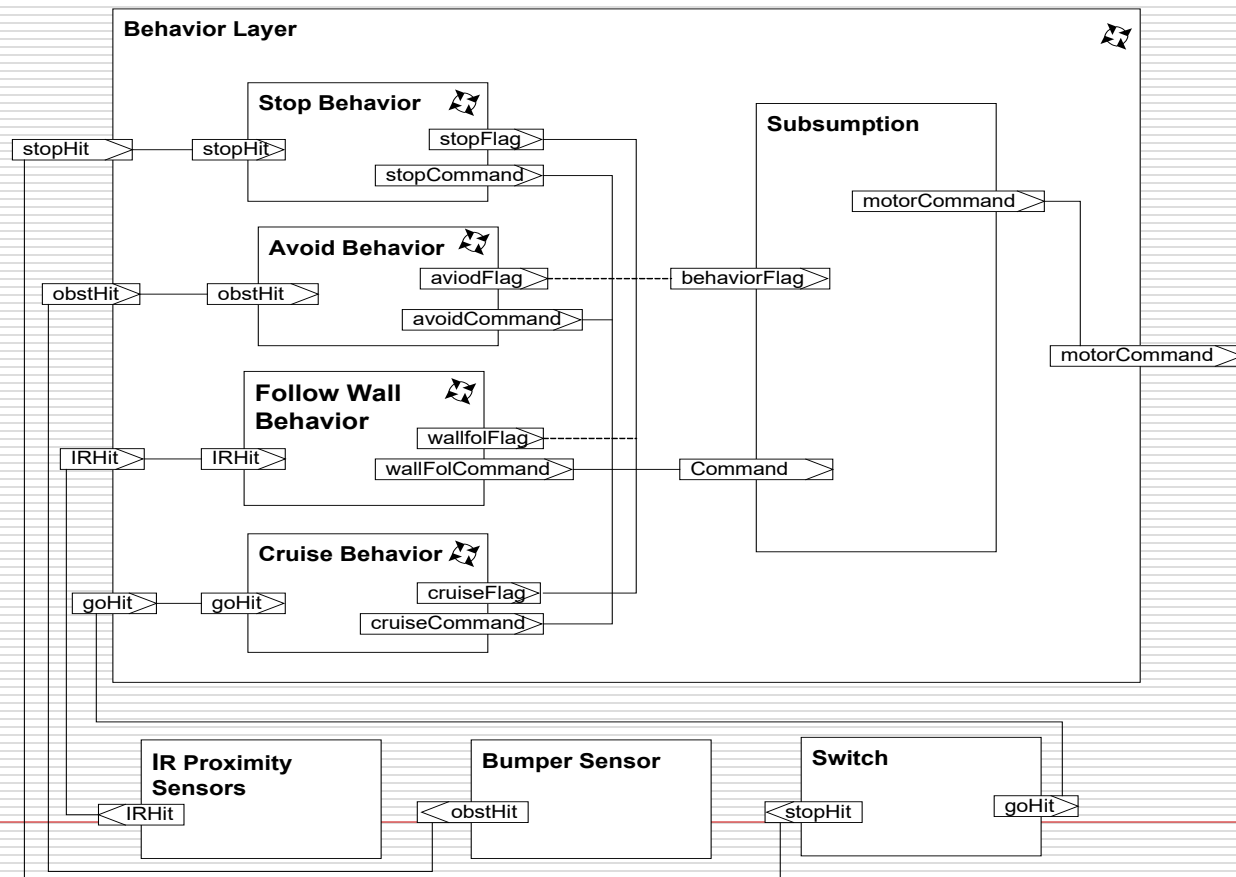 Behavior Layer
Stop Behavior
stopFlag
stopHit
stopHit
stopCommand
Subsumption
motorCommand
Avoid Behavior
aviodFlag
behaviorFlag
obstHit
obstHit
avoidCommand
motorCommand
Follow Wall
Behavior
wallfolFlag
IRHit
IRHit
wallFolCommand
Command
Cruise Behavior
cruiseFlag
goHit
goHit
cruiseCommand
IR Proximity
Sensors
IRHit
Bumper Sensor
obstHit
Switch
stopHit
goHit